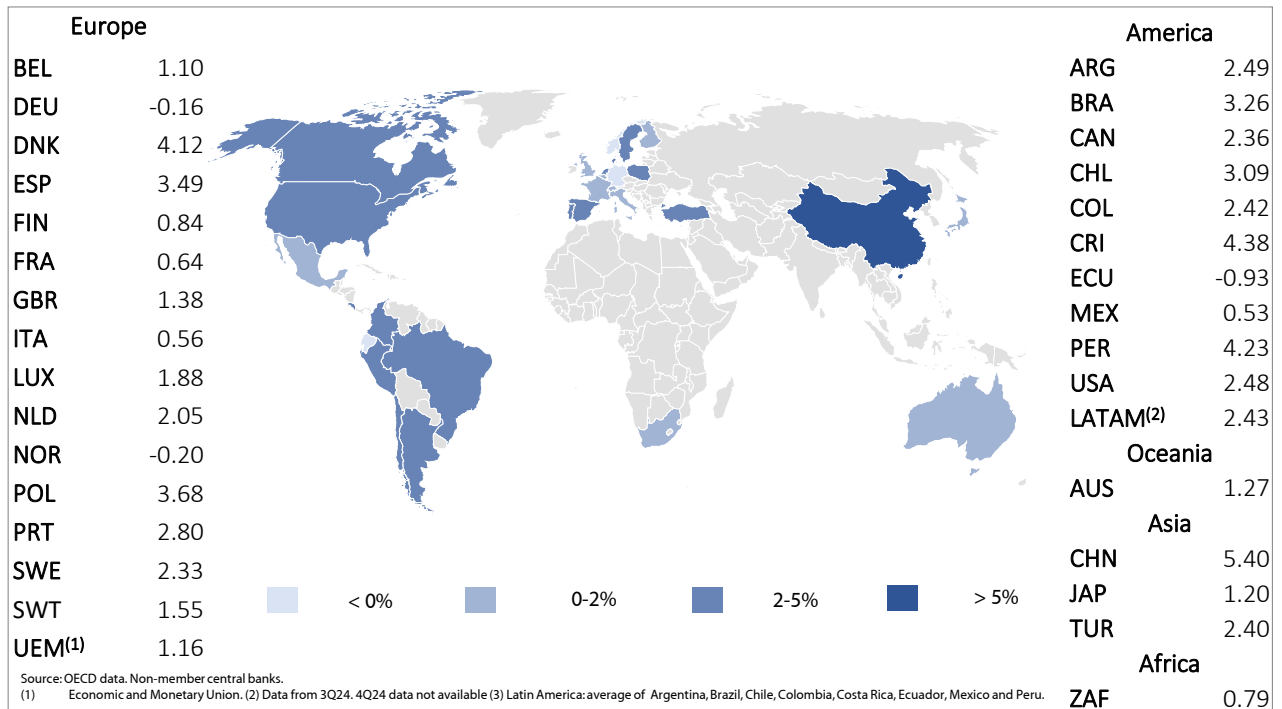 Europe
BEL 1.10
DEU -0.16
DNK 4.12
ESP 3.49
FIN 0.84
FRA 0.64
GBR 1.38
ITA 0.56
LUX 1.88
NLD 2.05
NOR -0.20
POL 3.68
PRT 2.80
SWE 2.33
SWT 1.55
UEM(1) 1.16
< 0%
0-2%
2-5%
> 5%
America
ARG 2.49
BRA 3.26
CAN 2.36
CHL 3.09
COL 2.42
CRI 4.38
ECU -0.93
MEX 0.53
PER 4.23
USA 2.48
LATAM(2) 2.43
Oceania
AUS 1.27
Asia
CHN 5.40
JAP 1.20
TUR 2.40
Africa
ZAF 0.79
Source: OECD data. Non-member central banks.
(1) Economic and Monetary Union. (2) Data from 3Q24. 4Q24 data not available (3) Latin America: average of Argentina, Brazil, Chile, Colombia, Costa Rica, Ecuador, Mexico and Peru.